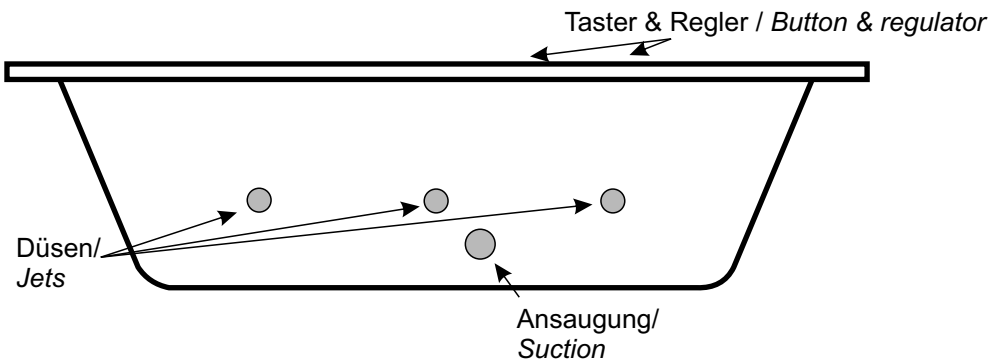 Taster & Regler / Button & regulator
Düsen/
Jets
Ansaugung/
Suction